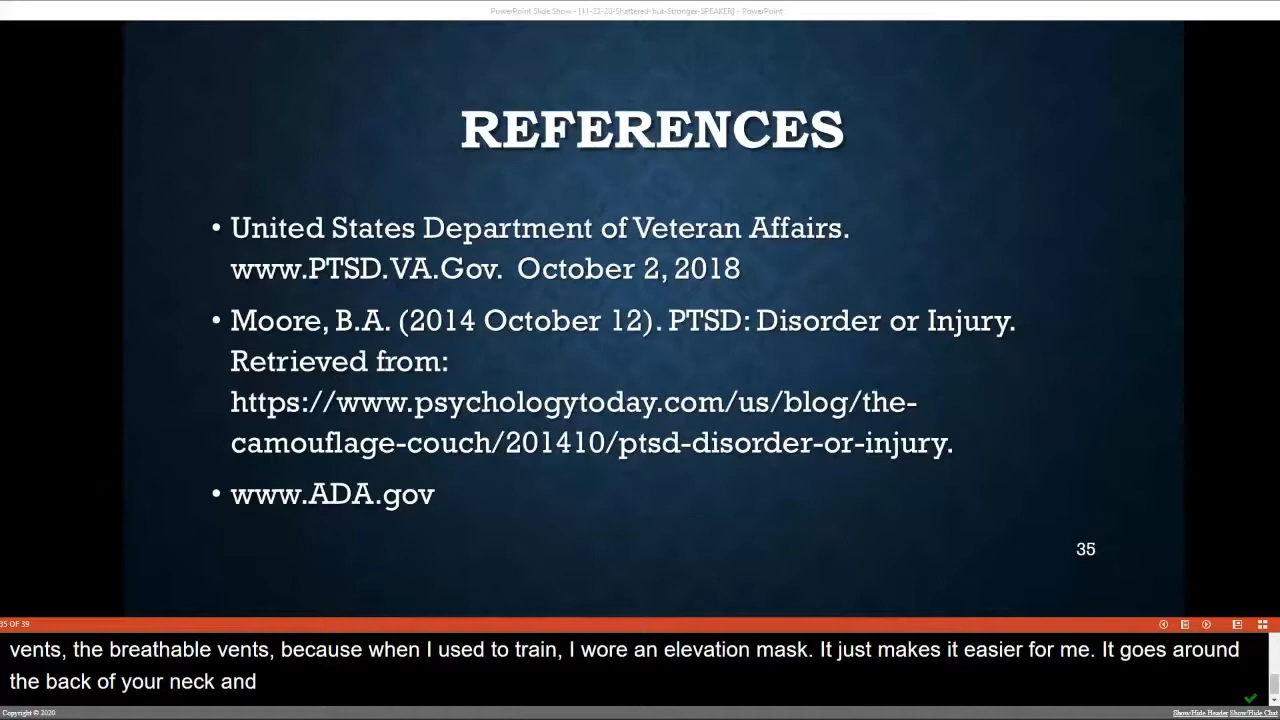 PowerPoint Slide Show - [11-23-20-Shattered-but-Stronger-SPEAKER] - PowerPoint
REFERENCES
• United States Department of Veteran Affairs.
www.PTSD.VA.Gov. October 2, 2018
• Moore, B.A. (2014 October 12). PTSD: Disorder or Injury.
Retrieved from:
https://www.psychologytoday.com/us/blog/the-
camouflage-couch/201410/ptsd-disorder-or-injury.
• www.ADA.gov
35
35 OF 39
vents, the breathable vents, because when I used to train, I wore an elevation mask. It just makes it easier for me. It goes around
the back of your neck and
Copyright © 2020
Show/Hide Header Show/Hide Chat